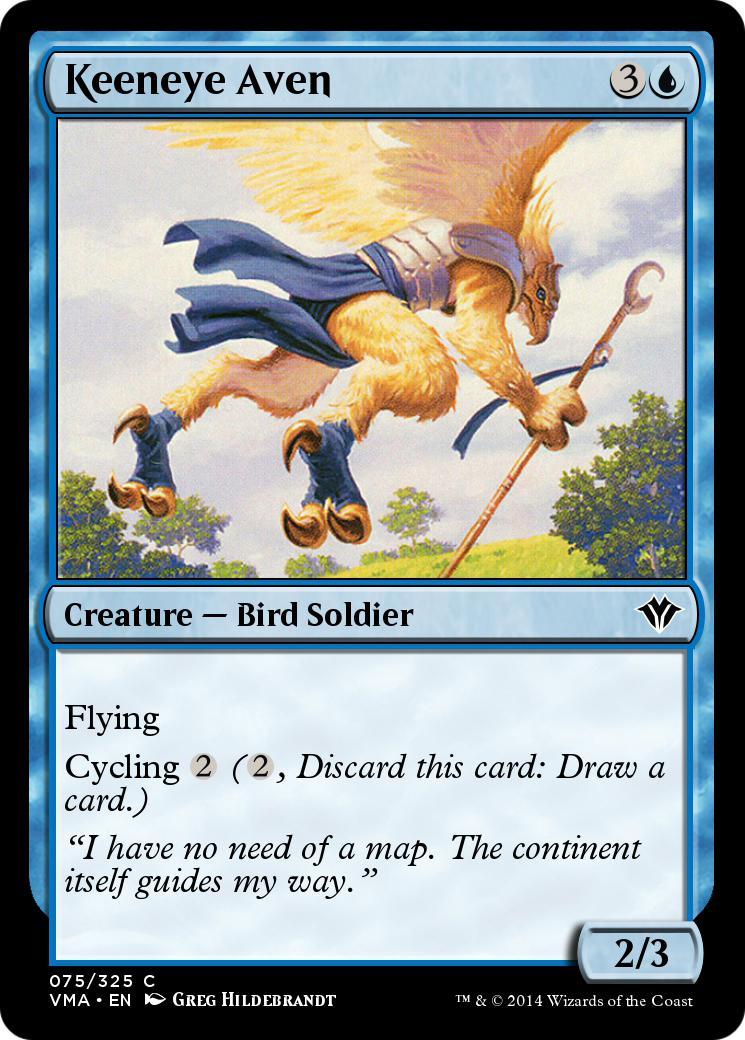 Keeneye Aven 3
Creature — Bird Soldier
Flying
Cycling 2 (2, Discard this card: Draw a
card.)
“I have no need of a map. The continent
itself guides my way.”
2/3
075/325 C
VMA • EN Greg Hildebrandt
™ & © 2014 Wizards of the Coast